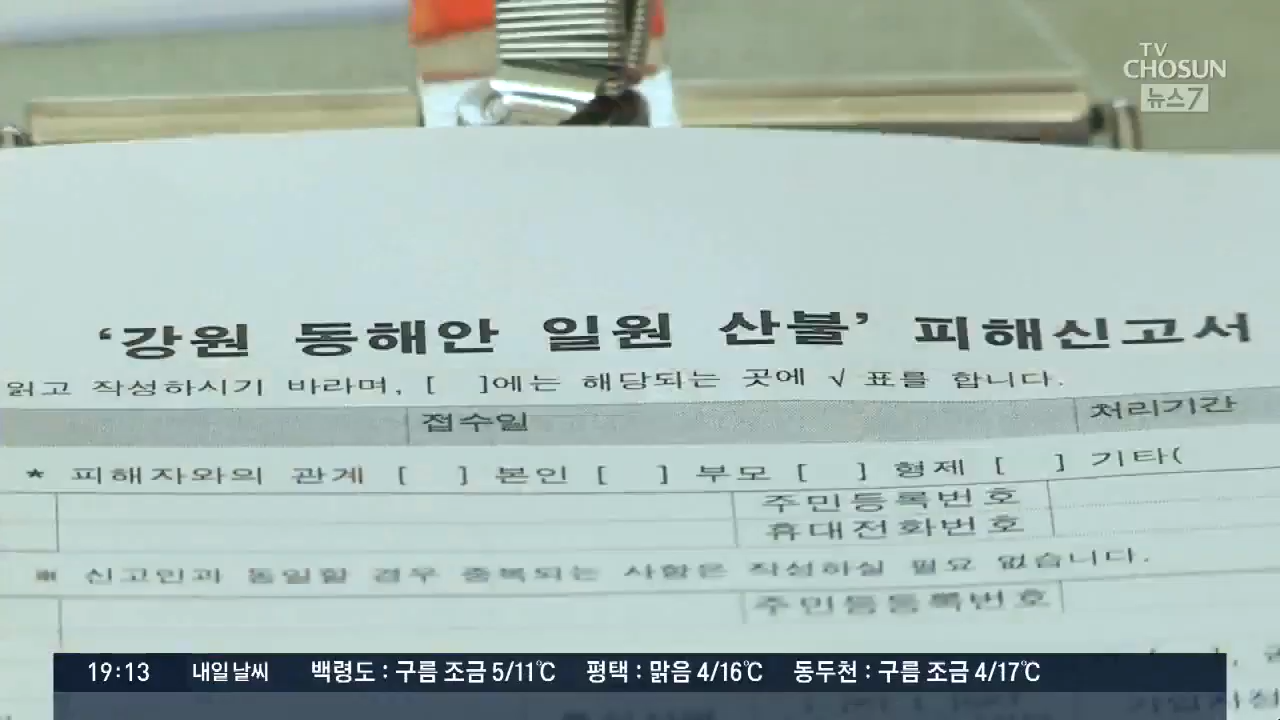 TV
CHOSUN
뉴스7
‘강원 동해안 일원 산불’ 피해신고서
읽고 작성하시기 바라며, [ ]에는 해당되는 곳에 √ 표를 합니다.
접수일 처리기간
* 피해자와의 관계 [ ] 본인 [ ] 부모 [ ] 형제 [ ] 기타(
주민등록번호
휴대전화번호
※ 신고인과 동일할 경우 중복되는 사항은 작성하실 필요 없습니다.
주민등록번호
19:13 내일 날씨 백령도 : 구름 조금 5/11℃ 평택 : 맑음 4/16℃ 동두천 : 구름 조금 4/17℃